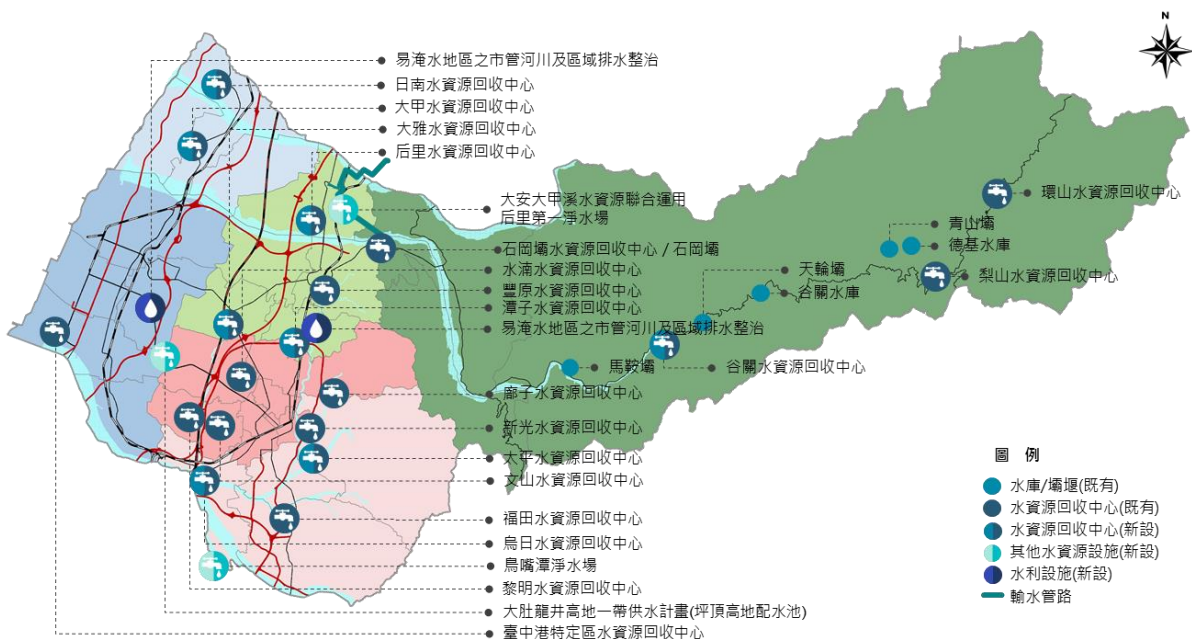 N
易淹水地區之市管河川及區域排水整治
日南水資源回收中心
大甲水資源回收中心
大雅水資源回收中心
后里水資源回收中心
大安大甲溪水資源聯合運用
后里第一淨水場
石岡壩水資源回收中心 / 石岡壩
水湳水資源回收中心
豐原水資源回收中心
潭子水資源回收中心
易淹水地區之市管河川及區域排水整治
環山水資源回收中心
青山壩
德基水庫
梨山水資源回收中心
天輪壩
谷關水庫
馬鞍壩
谷關水資源回收中心
廍子水資源回收中心
新光水資源回收中心
太平水資源回收中心
文山水資源回收中心
福田水資源回收中心
烏日水資源回收中心
鳥嘴潭淨水場
黎明水資源回收中心
大肚龍井高地一帶供水計畫(坪頂高地配水池)
臺中港特定區水資源回收中心
圖 例
水庫/壩堰(既有)
水資源回收中心(既有)
水資源回收中心(新設)
其他水資源設施(新設)
水利設施(新設)
輸水管路